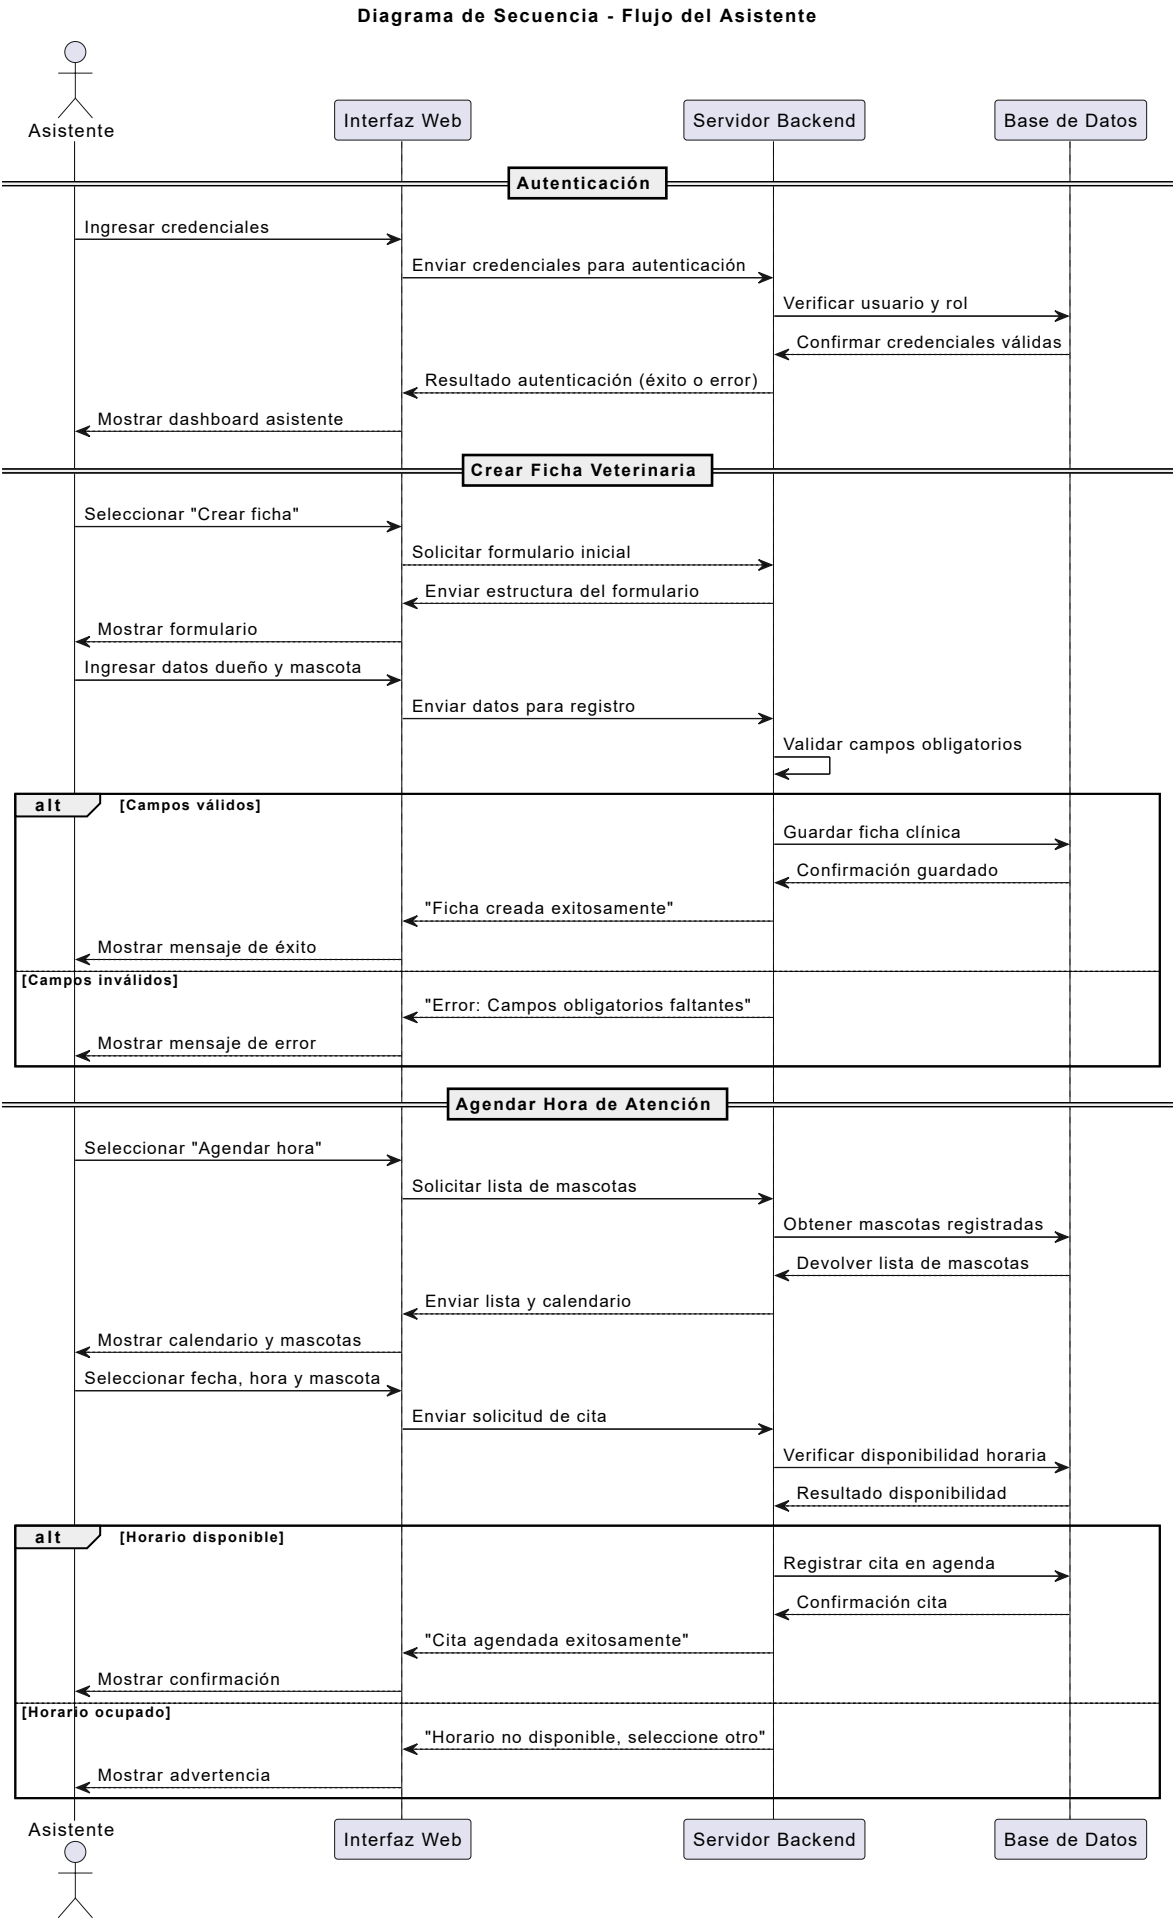 Diagrama de Secuencia - Flujo del Asistente
Asistente
Interfaz Web
Servidor Backend
Base de Datos
Autenticación
Ingresar credenciales
Enviar credenciales para autenticación
Verificar usuario y rol
Confirmar credenciales válidas
Resultado autenticación (éxito o error)
Mostrar dashboard asistente
Crear Ficha Veterinaria
Seleccionar "Crear ficha"
Solicitar formulario inicial
Enviar estructura del formulario
Mostrar formulario
Ingresar datos dueño y mascota
Enviar datos para registro
Validar campos obligatorios
alt
[Campos válidos]
Guardar ficha clínica
Confirmación guardado
"Ficha creada exitosamente"
Mostrar mensaje de éxito
[Campos inválidos]
"Error: Campos obligatorios faltantes"
Mostrar mensaje de error
Agendar Hora de Atención
Seleccionar "Agendar hora"
Solicitar lista de mascotas
Obtener mascotas registradas
Devolver lista de mascotas
Enviar lista y calendario
Mostrar calendario y mascotas
Seleccionar fecha, hora y mascota
Enviar solicitud de cita
Verificar disponibilidad horaria
Resultado disponibilidad
alt
[Horario disponible]
Registrar cita en agenda
Confirmación cita
"Cita agendada exitosamente"
Mostrar confirmación
[Horario ocupado]
"Horario no disponible, seleccione otro"
Mostrar advertencia
Asistente
Interfaz Web
Servidor Backend
Base de Datos